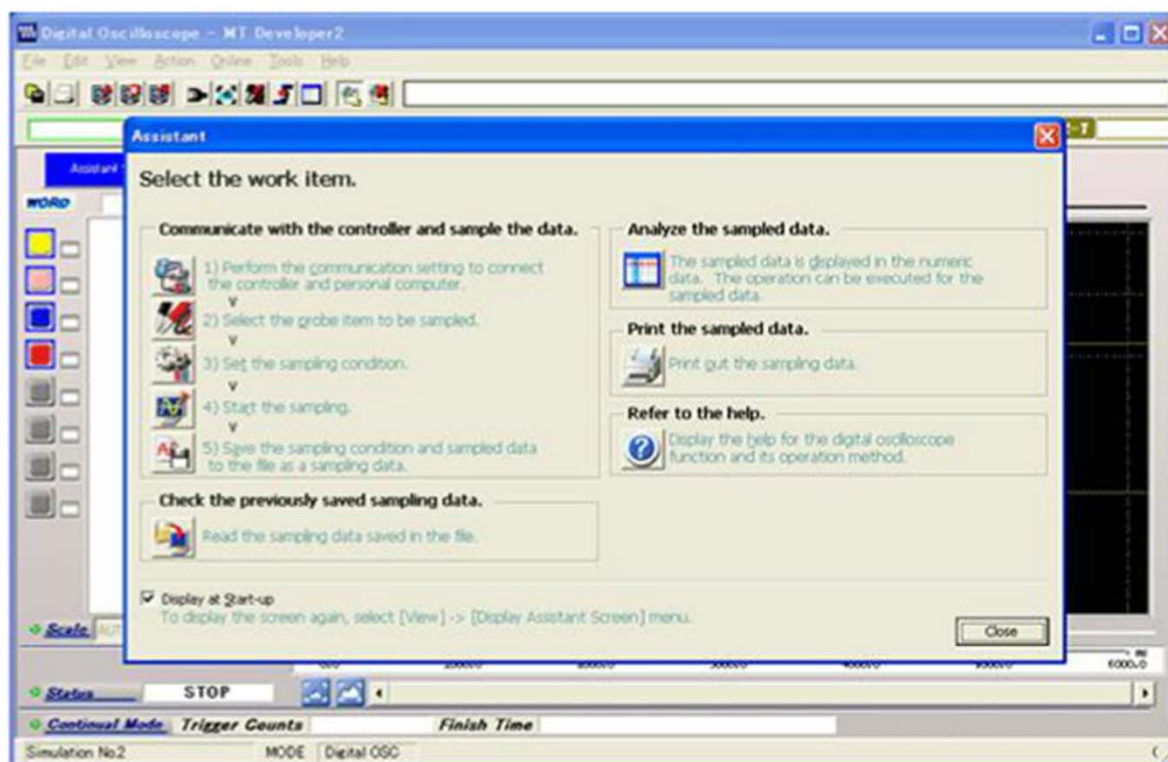 Digital Oscilloscope - MT Developer2
File Edit View Action Online Tools Help
Assistant
Assistant
Select the work item.
WORD
Communicate with the controller and sample the data.
1) Perform the communication setting to connect
the controller and personal computer.
2) Select the probe item to be sampled.
3) Set the sampling condition.
4) Start the sampling.
5) Save the sampling condition and sampled data
to the file as a sampling data.
Check the previously saved sampling data.
Read the sampling data saved in the file.
Analyze the sampled data.
The sampled data is displayed in the numeric
data. The operation can be executed for the
sampled data.
Print the sampled data.
Print out the sampling data.
Refer to the help.
Display the help for the digital oscilloscope
function and its operation method.
Display at Start-up
To display the screen again, select [View] -> [Display Assistant Screen] menu.
Close
Scale
6000.0
Status STOP
Continual Mode Trigger Counts Finish Time
Simulation No.2 MODE Digital OSC